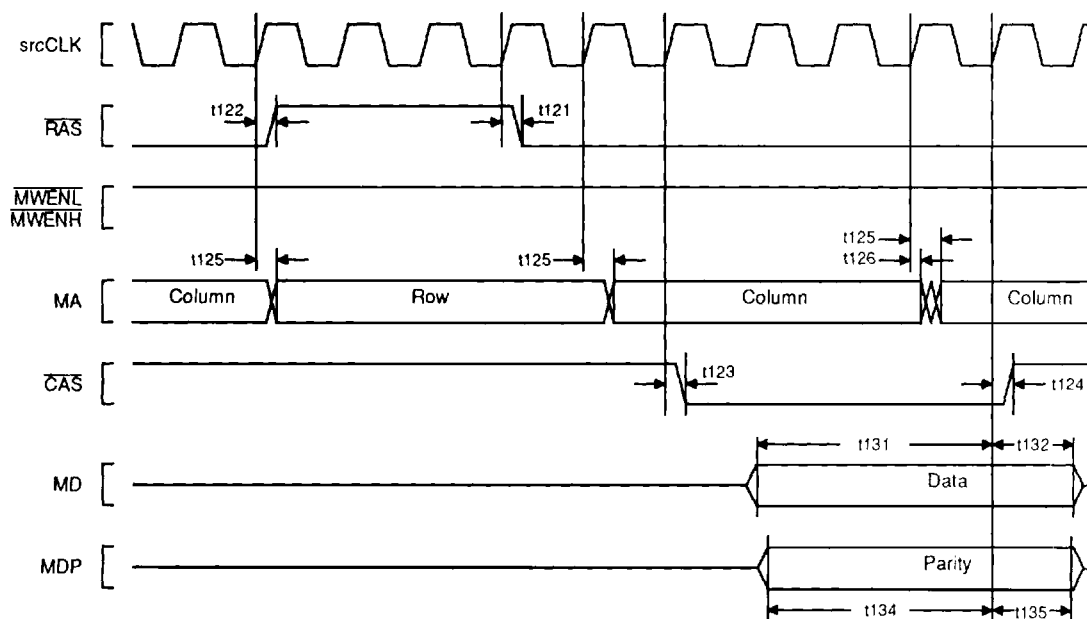 srcCLK
t122
t121
RAS
MWENL
MWENH
t125
t125
t125
t126
MA
Column
Row
Column
Column
CAS
t123
t124
t131
t132
MD
Data
MDP
Parity
t134
t135